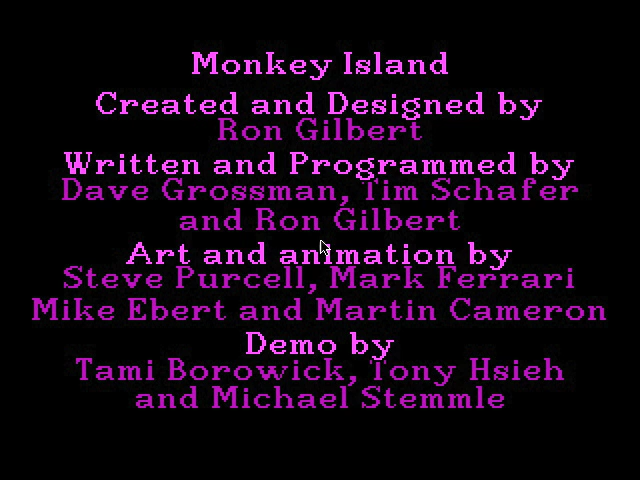 Monkey Island
Created and Designed by
Ron Gilbert
Written and Programmed by
Dave Grossman, Tim Schafer
and Ron Gilbert
Art and animation by
Steve Purcell, Mark Ferrari
Mike Ebert and Martin Cameron
Demo by
Tami Borowick, Tony Hsieh
and Michael Stemmle